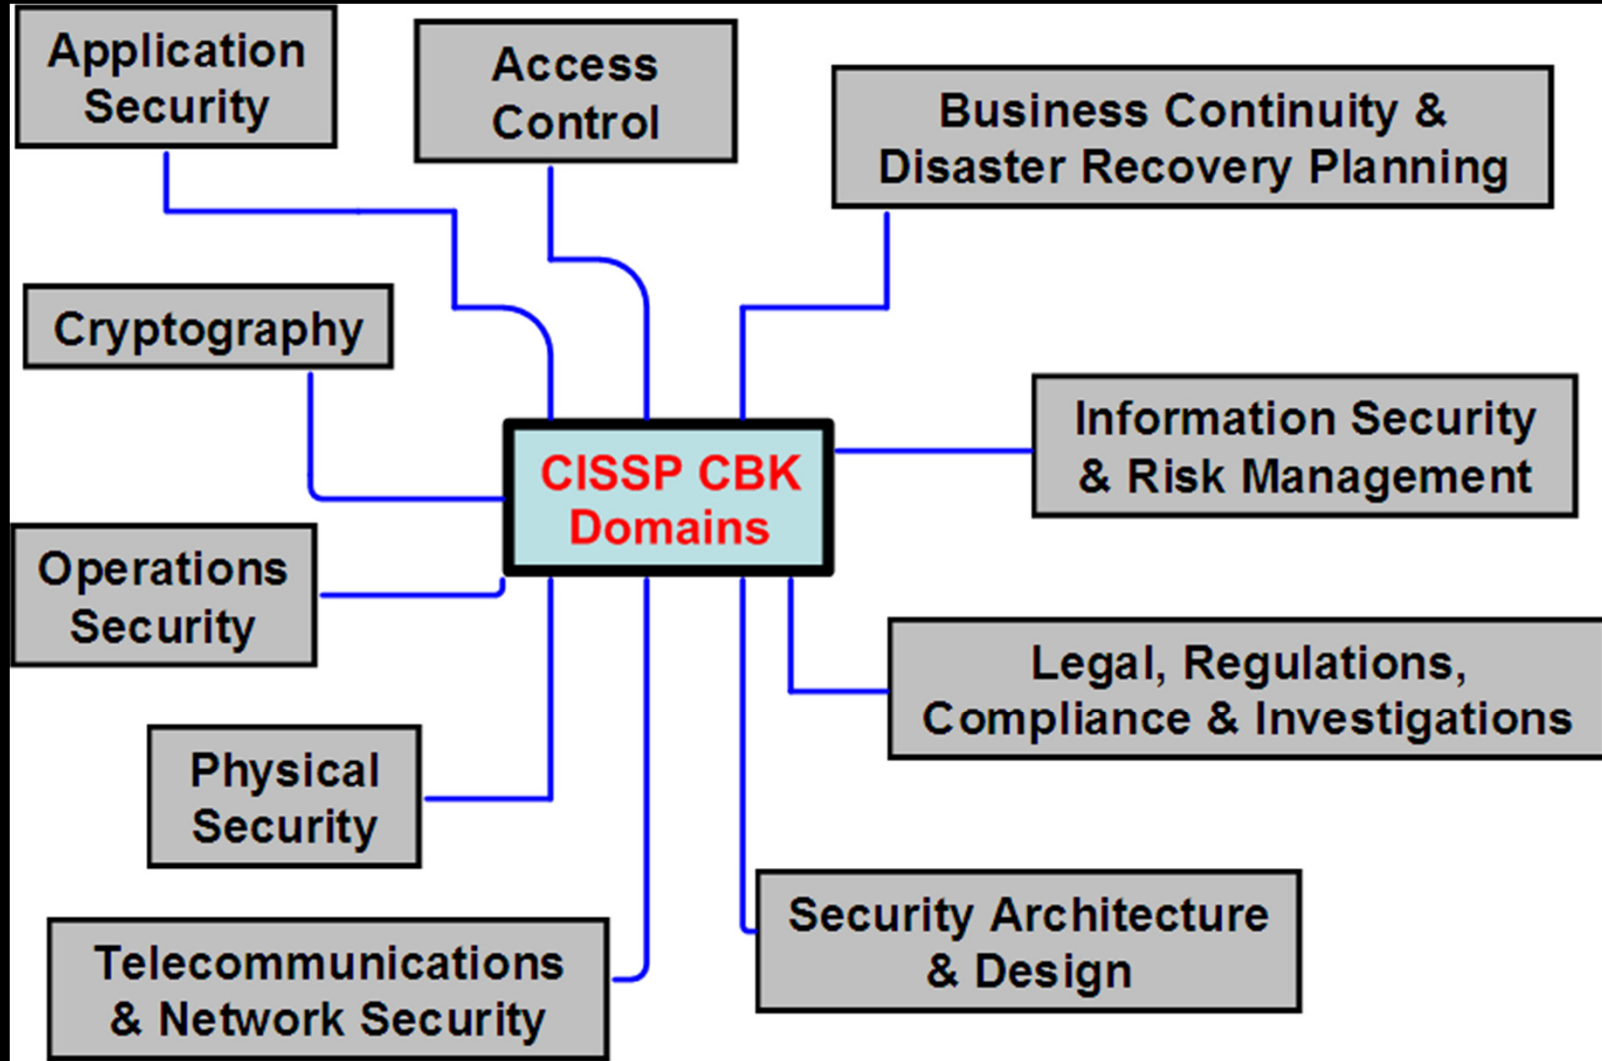 Application
Security
Access
Control
Business Continuity &
Disaster Recovery Planning
Cryptography
Information Security
& Risk Management
CISSP CBK
Domains
Operations
Security
Legal, Regulations,
Compliance & Investigations
Physical
Security
Security Architecture
& Design
Telecommunications
& Network Security